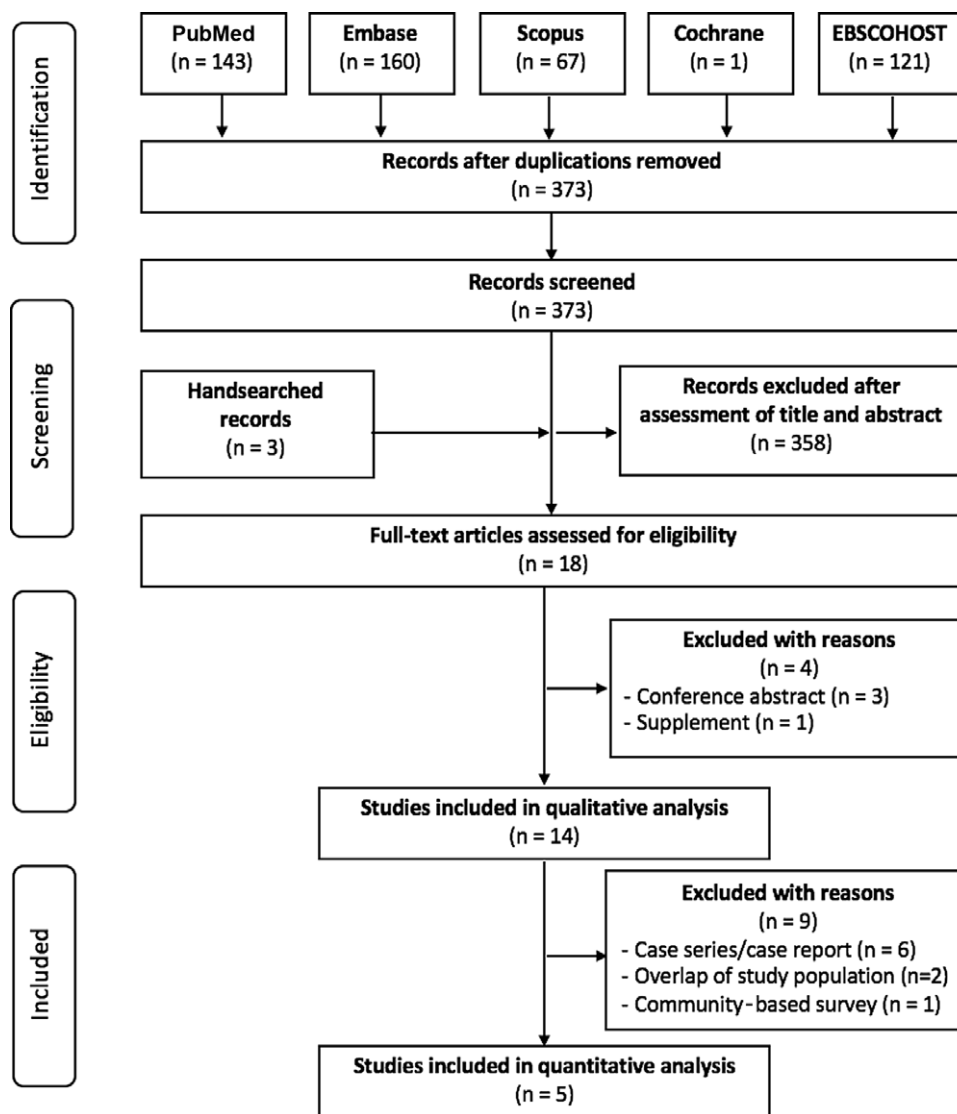 Identification
PubMed
(n = 143)
Embase
(n = 160)
Scopus
(n = 67)
Cochrane
(n = 1)
EBSCOHOST
(n = 121)
Records after duplications removed
(n = 373)
Records screened
(n = 373)
Screening
Handsearched
records
(n = 3)
Records excluded after
assessment of title and abstract
(n = 358)
Full-text articles assessed for eligibility
(n = 18)
Eligibility
Excluded with reasons
(n = 4)
- Conference abstract (n = 3)
- Supplement (n = 1)
Studies included in qualitative analysis
(n = 14)
Included
Excluded with reasons
(n = 9)
- Case series/case report (n = 6)
- Overlap of study population (n=2)
- Community-based survey (n = 1)
Studies included in quantitative analysis
(n = 5)